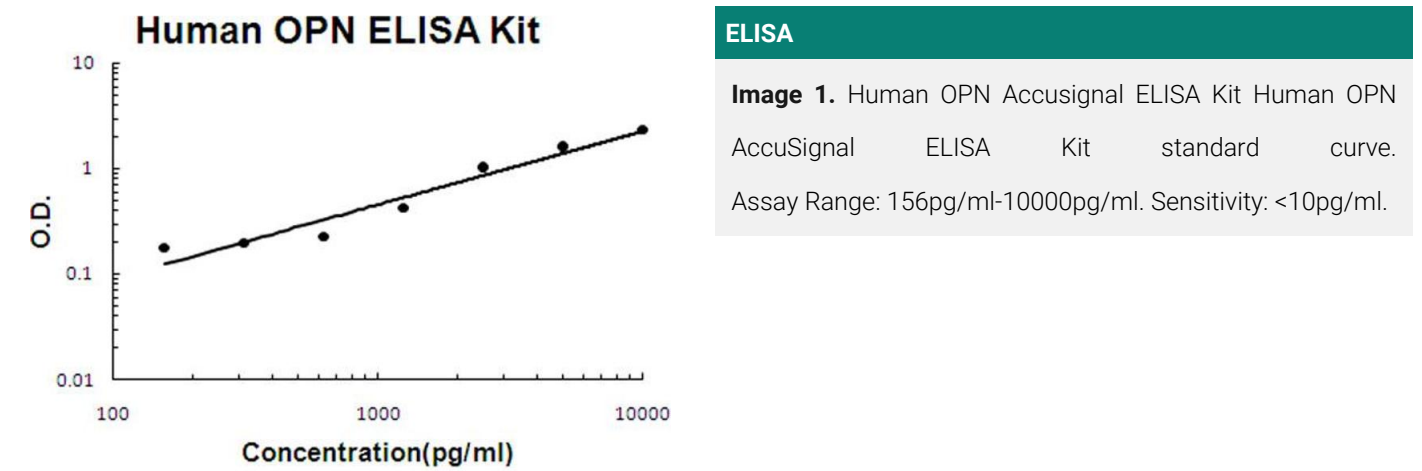 Human OPN ELISA Kit
10
1
0.1
0.01
O.D.
100 1000 10000
Concentration(pg/ml)
ELISA
Image 1. Human OPN Accusignal ELISA Kit Human OPN
AccuSignal ELISA Kit standard curve.
Assay Range: 156pg/ml-10000pg/ml. Sensitivity: <10pg/ml.